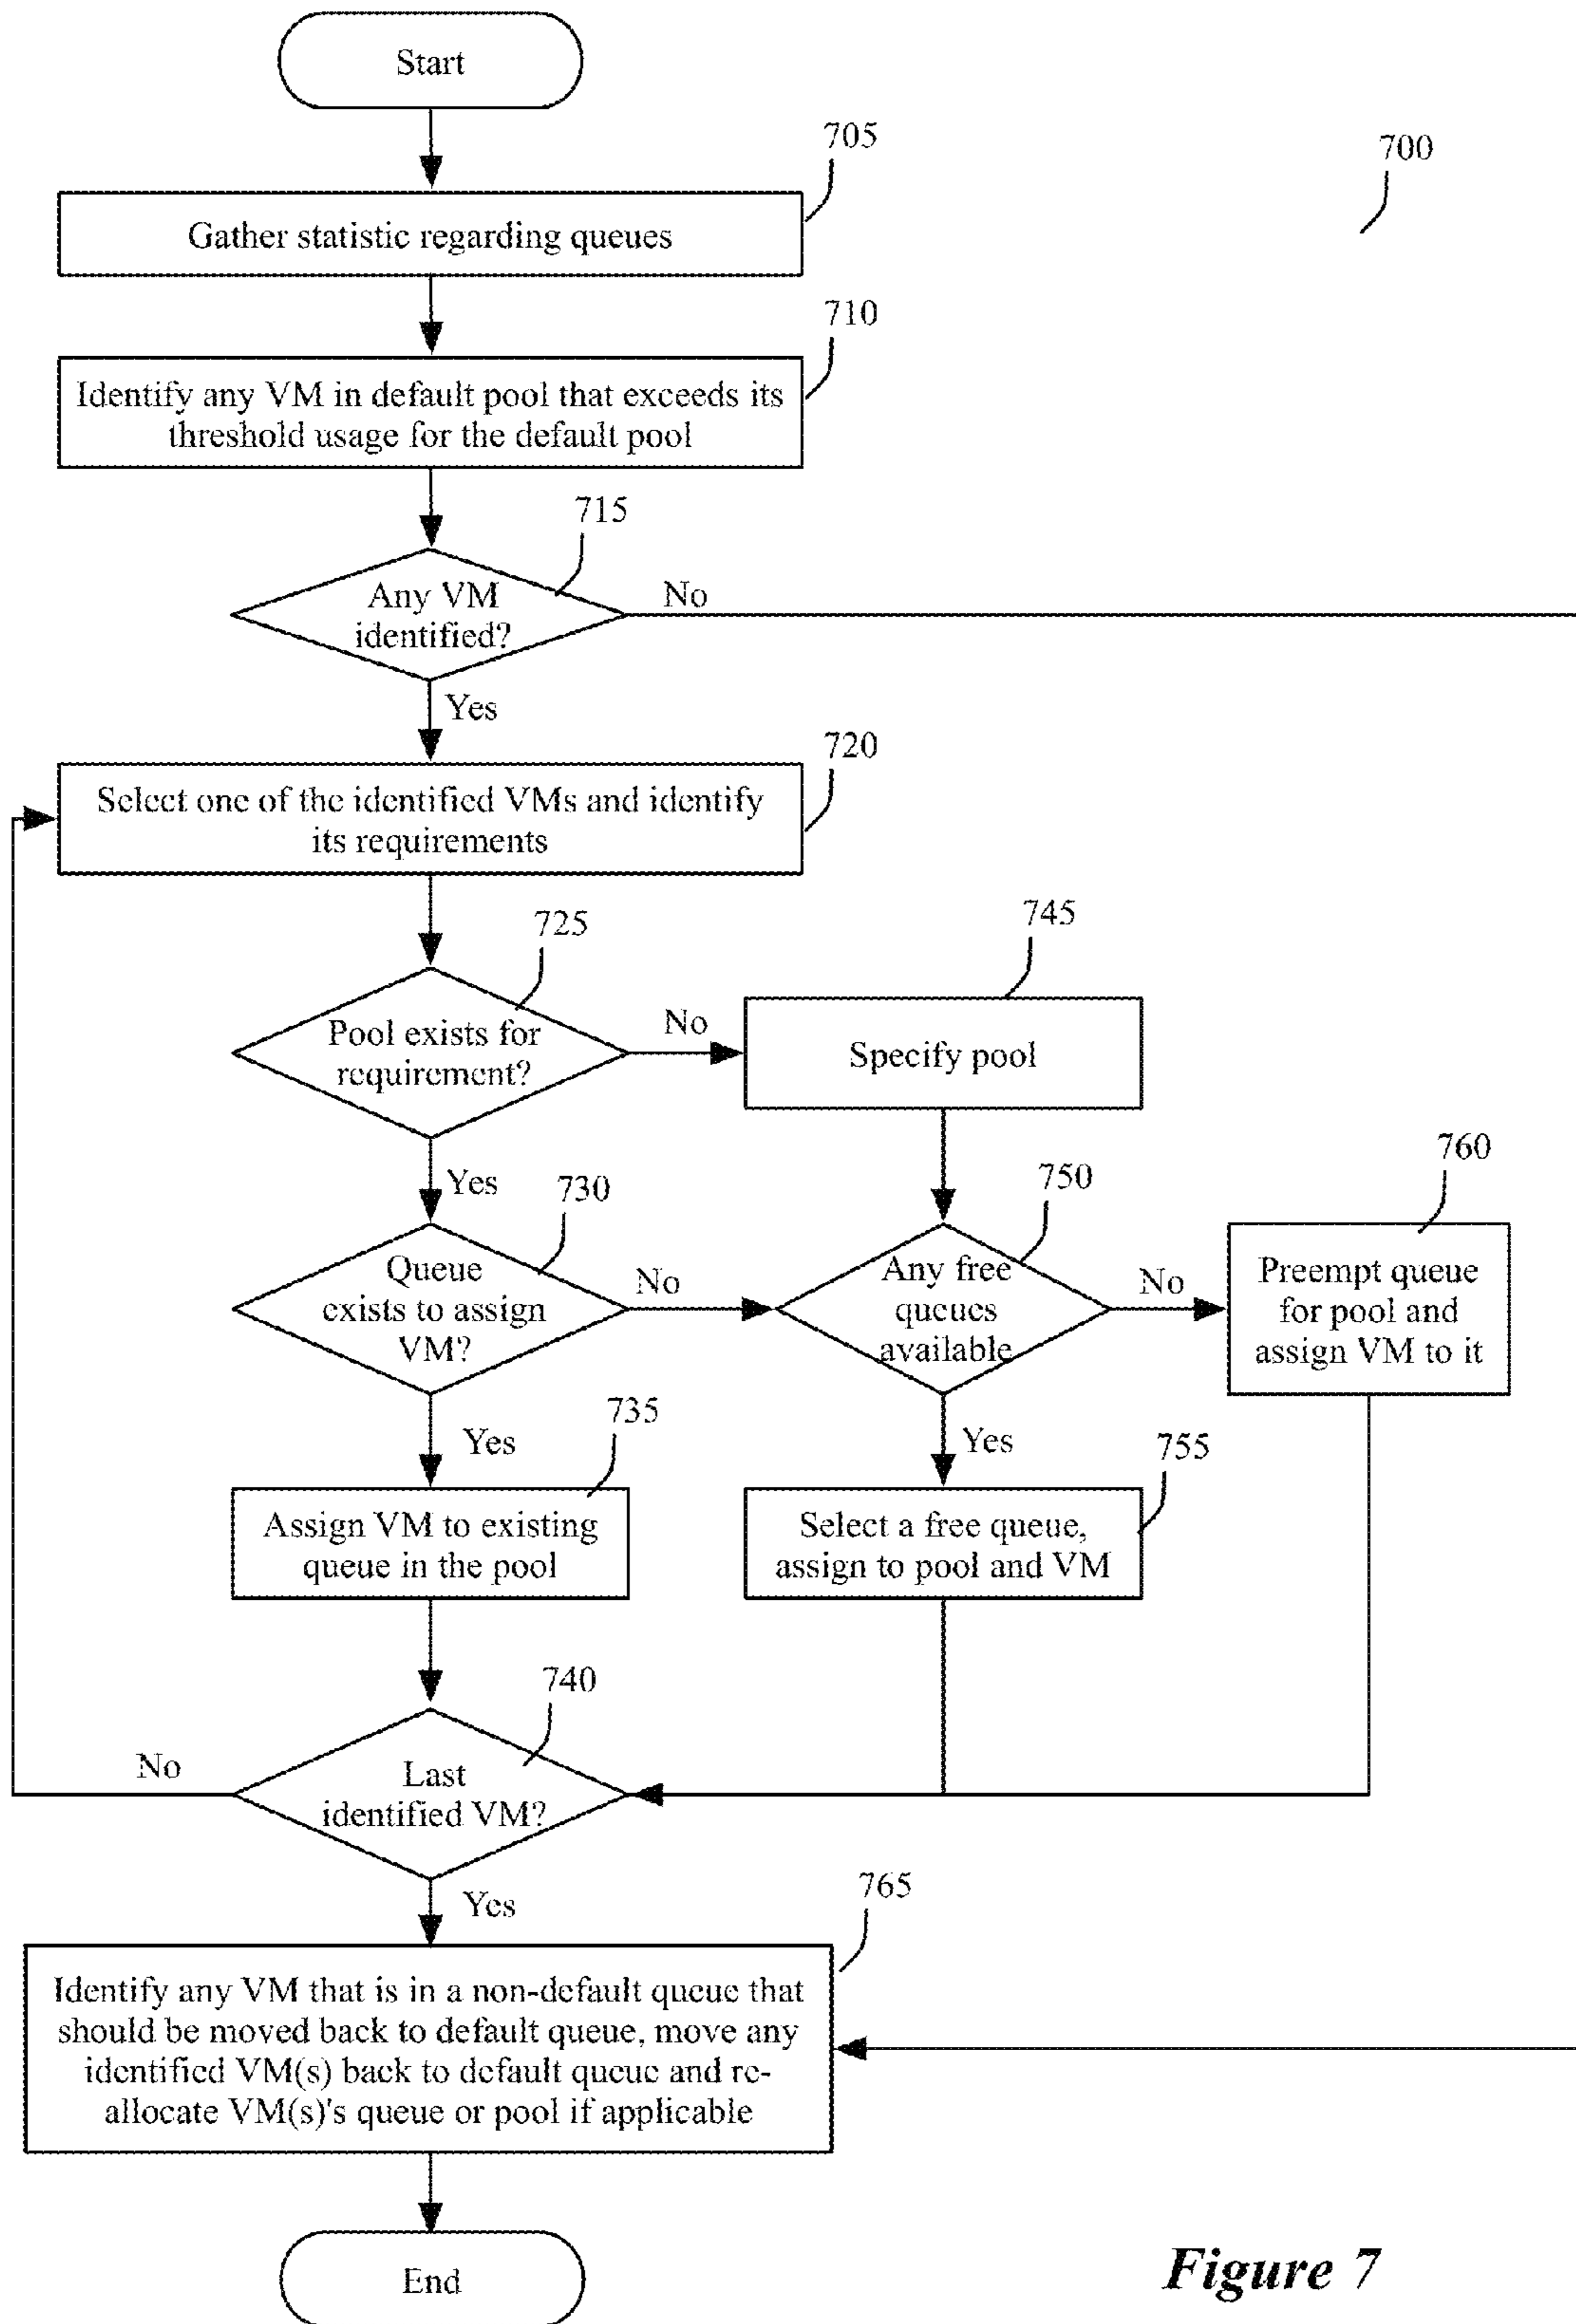 Start
705
700
Gather statistic regarding queues
710
Identify any VM in default pool that exceeds its
threshold usage for the default pool
715
Any VM
identified?
No
Yes
720
Select one of the identified VMs and identify
its requirements
725
745
Pool exists for
requirement?
No
Specify pool
Yes
730
750
760
Queue
exists to assign
VM?
No
Any free
queues
available
No
Preempt queue
for pool and
assign VM to it
Yes
735
Yes
755
Assign VM to existing
queue in the pool
Select a free queue,
assign to pool and VM
740
No
Last
identified VM?
Yes
765
Identify any VM that is in a non-default queue that
should be moved back to default queue, move any
identified VM(s) back to default queue and re-
allocate VM(s)'s queue or pool if applicable
End
Figure 7